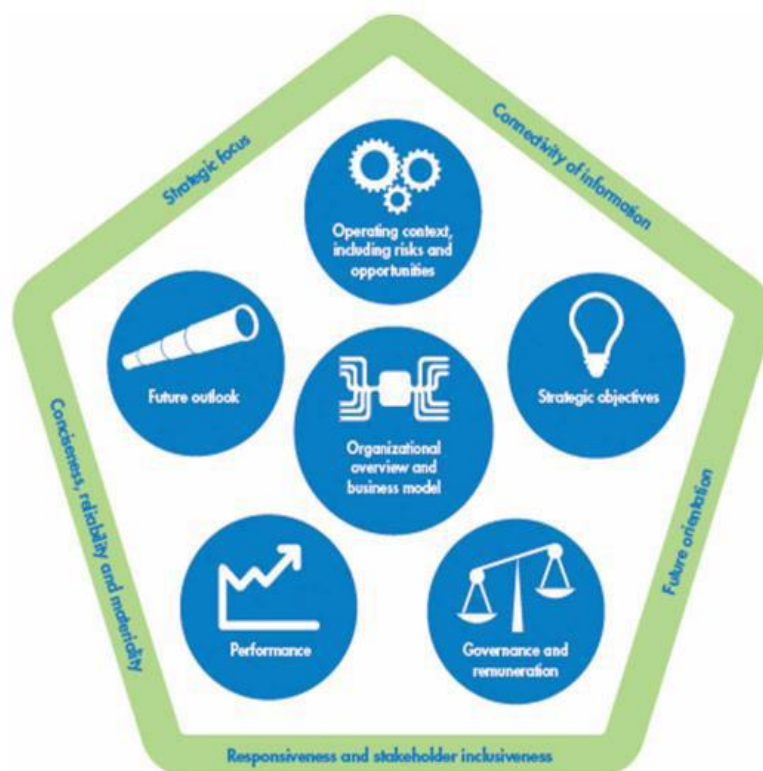 Strategic focus
Connectivity of information
Operating context,
including risks and
opportunities
Future outlook
Strategic objectives
Organizational
overview and
business model
Conciseness, reliability and materiality
Future orientation
Performance
Governance and
remuneration
Responsiveness and stakeholder inclusiveness